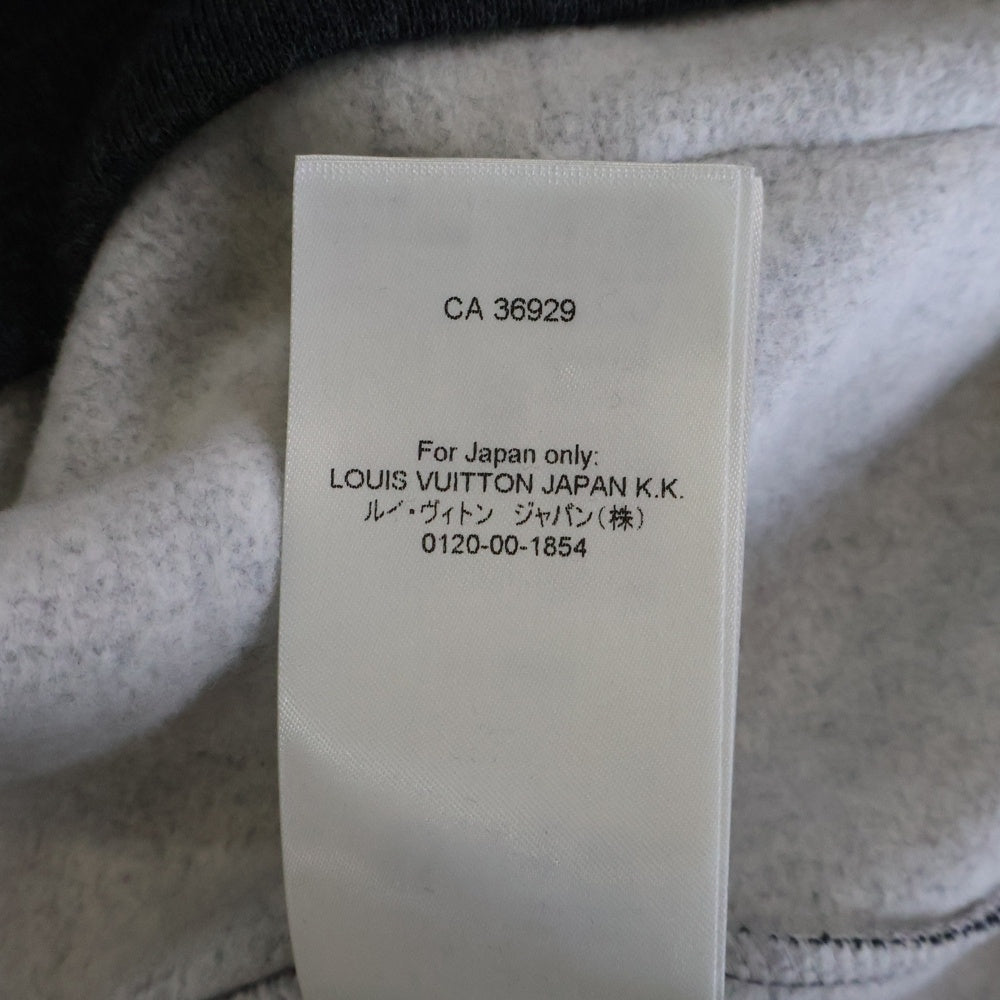 CA 36929
For Japan only:
LOUIS VUITTON JAPAN K.K.
ルイ・ヴィトン ジャパン(株)
0120-00-1854